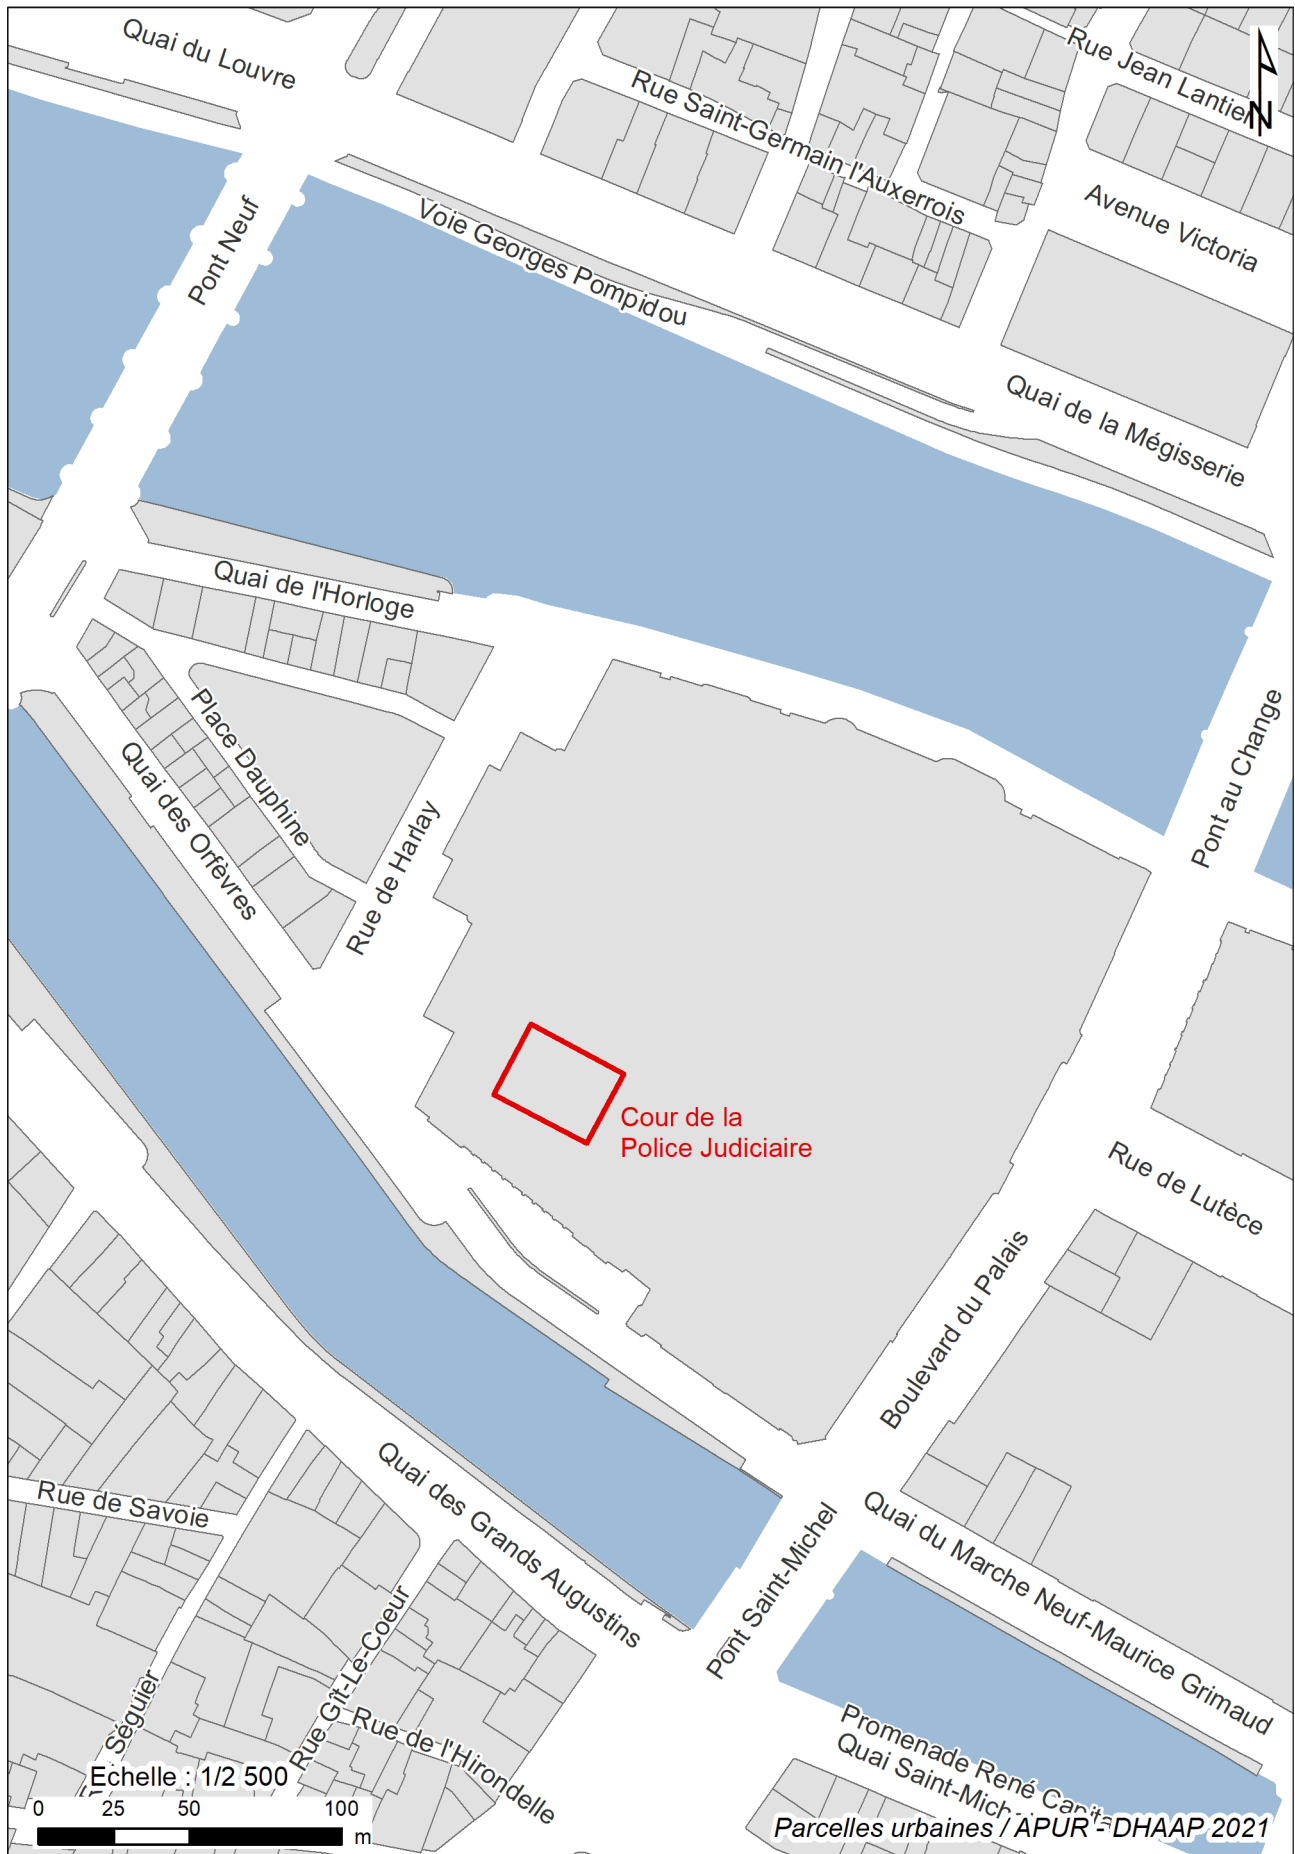 Quai du Louvre
Rue Jean Lantier
N
Rue Saint-Germain l'Auxerrois
Avenue Victoria
Pont Neuf
Voie Georges Pompidou
Quai de la Mégisserie
Quai de l'Horloge
Place Dauphine
Quai des Orfèvres
Rue de Harlay
Pont au Change
Cour de la
Police Judiciaire
Rue de Lutèce
Boulevard du Palais
Quai des Grands Augustins
Rue de Savoie
Quai du Marche Neuf-Maurice Grimaud
Pont Saint-Michel
Rue Gît-Le-Coeur
Séguier
Rue de l'Hirondelle
Promenade René
Quai
Echelle : 1/2 500
0 25 50 100
m
Parcelles urbaines / APUR - DHAAP 2021